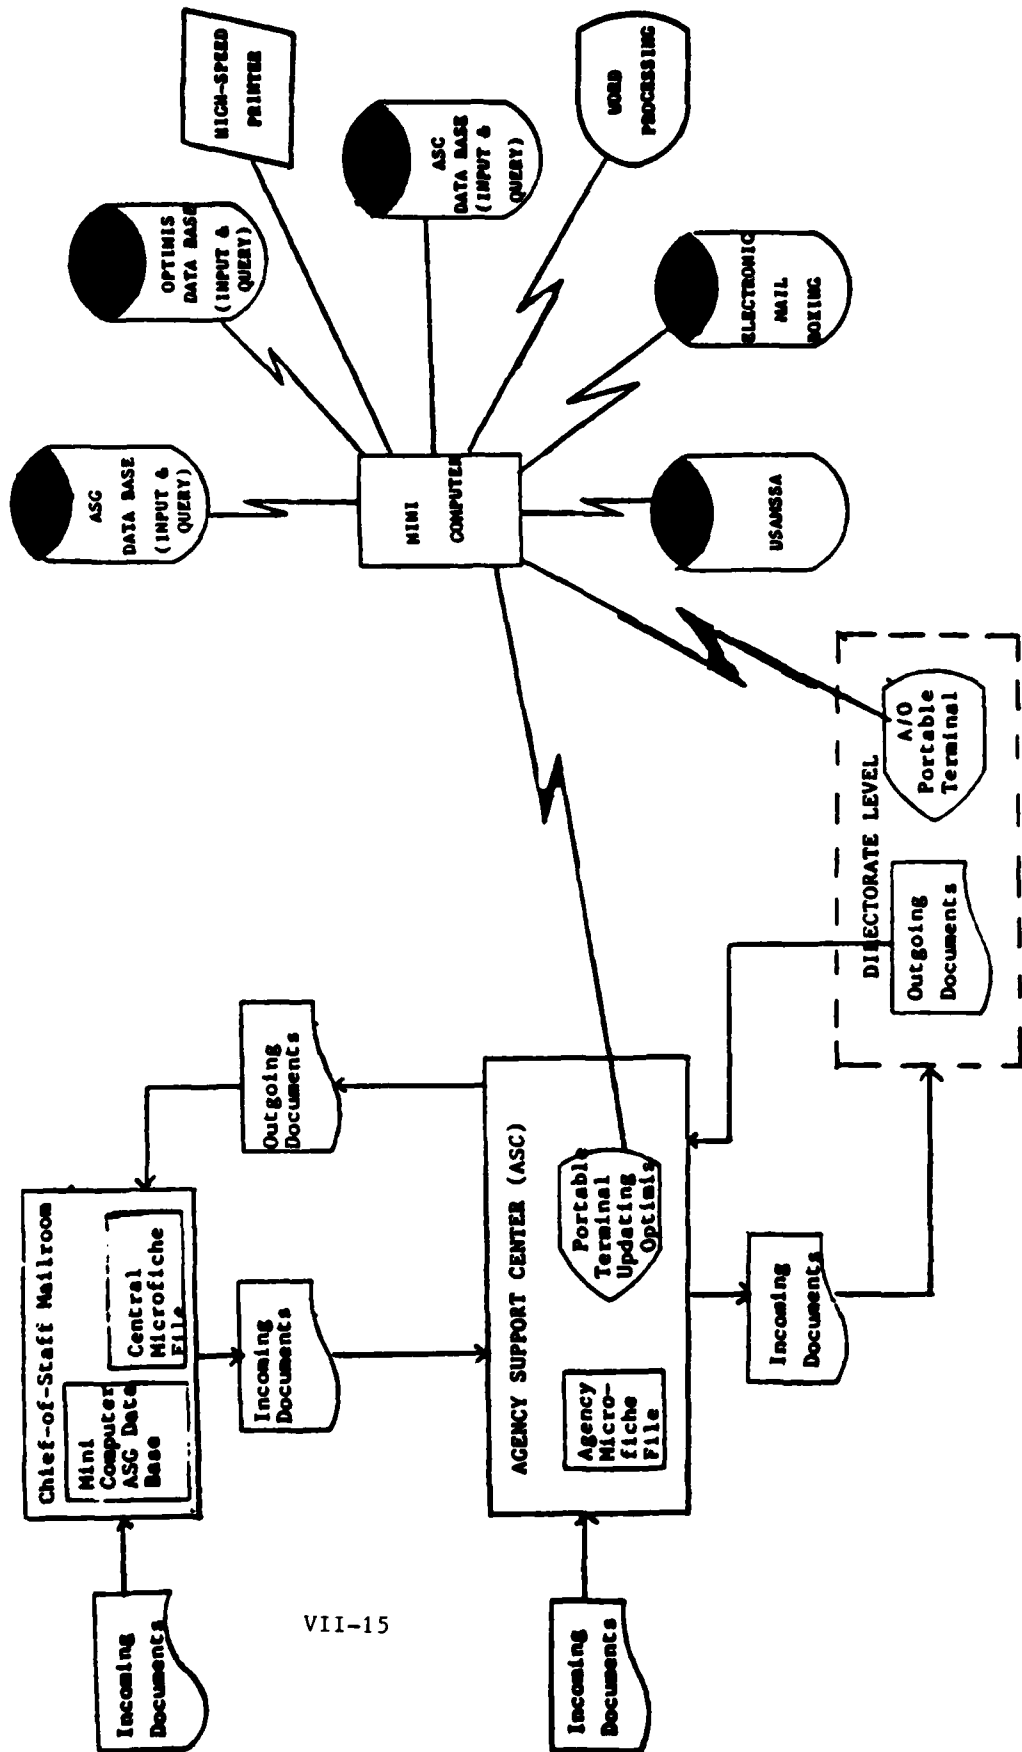 Incoming
Documents
Chief-of-Staff Mailroom
Mini
Computer
ASG Data
Base
Central
Microfiche
File
Incoming
Documents
Outgoing
Documents
Incoming
Documents
AGENCY SUPPORT CENTER (ASC)
Agency
Micro-
fiche
File
Portable
Terminal
Updating
Optimis
Incoming
Documents
DIRECTORATE LEVEL
Outgoing
Documents
A/O
Portable
Terminal
MINI
COMPUTER
ASG
DATA BASE
(INPUT &
QUERY)
OPTIMIS
DATA BASE
(INPUT &
QUERY)
HIGH-SPEED
PRINTER
ASC
DATA BASE
(INPUT &
QUERY)
WORD
PROCESSING
ELECTRONIC
MAIL
BOXING
USAMSSA
VII-15